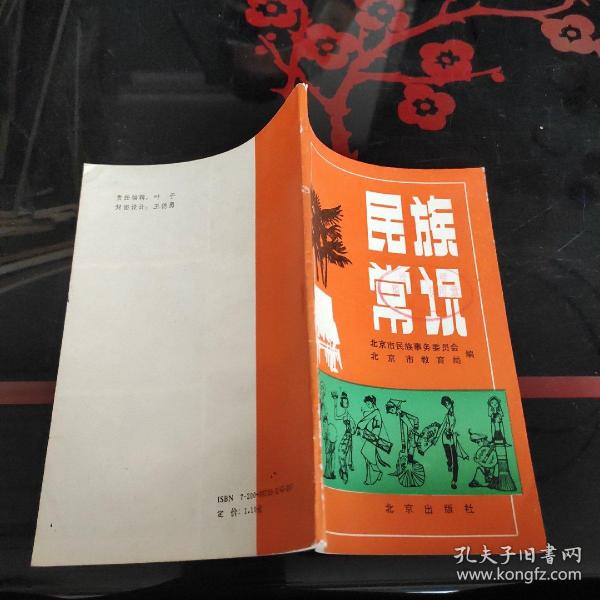 民族
常识
北京市民族事务委员会
北京市教育局
编
北京出版社
责任编辑：叶子
封面设计：王德勇
ISBN 7-200-
定价：1.10元
孔夫子旧书网
www.kongfz.com